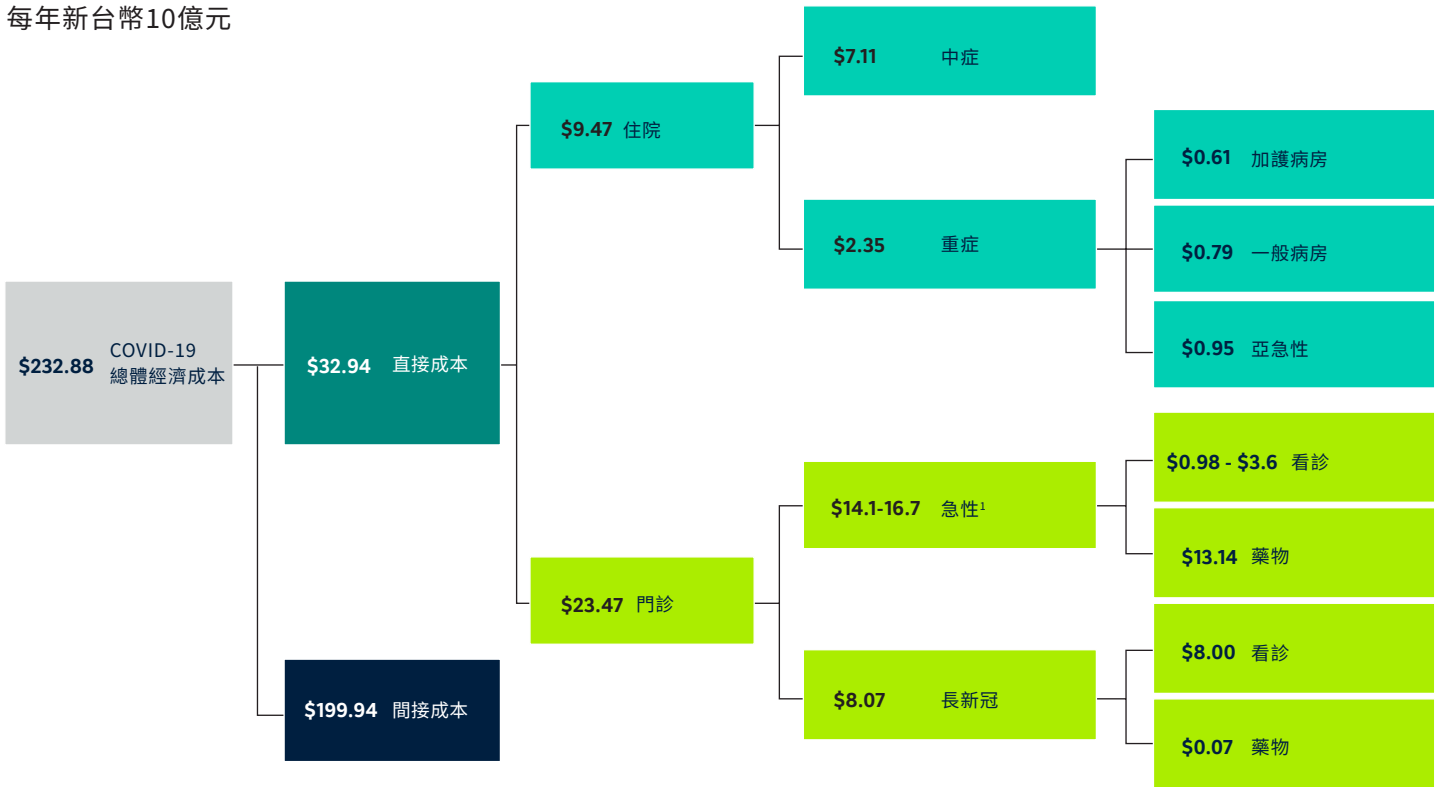 每年新台幣10億元
$232.88 COVID-19
總體經濟成本
$32.94 直接成本
$199.94 間接成本
$9.47 住院
$23.47 門診
$7.11 中症
$2.35 重症
$14.1-16.7 急性¹
$8.07 長新冠
$0.61 加護病房
$0.79 一般病房
$0.95 亞急性
$0.98 - $3.6 看診
$13.14 藥物
$8.00 看診
$0.07 藥物